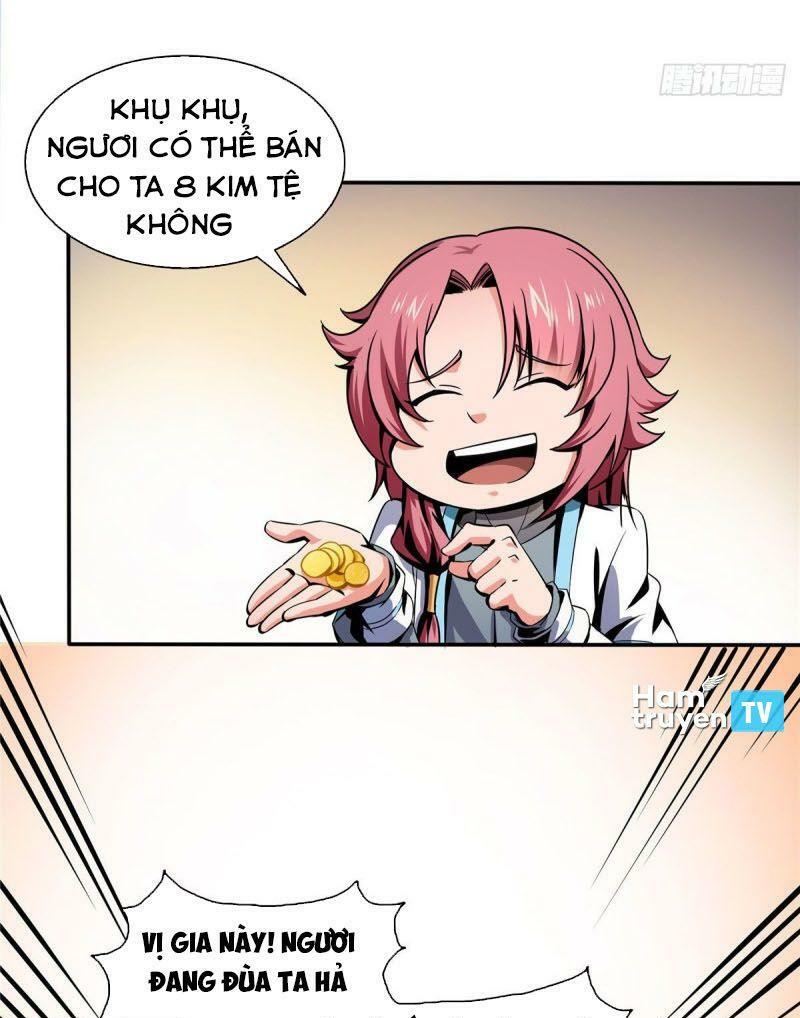 腾讯动漫
KHỤ KHỤ,
NGƯƠI CÓ THỂ BÁN
CHO TA 8 KIM TỆ
KHÔNG
Ham
truyen TV
VỊ GIA NÀY! NGƯƠI
ĐANG ĐÙA TA HẢ